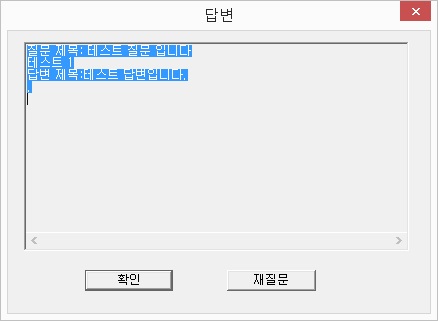 답변
질문 제목: 테스트 질문 입니다
테스트 1
답변 제목:테스트 답변입니다.
.
확인
재질문